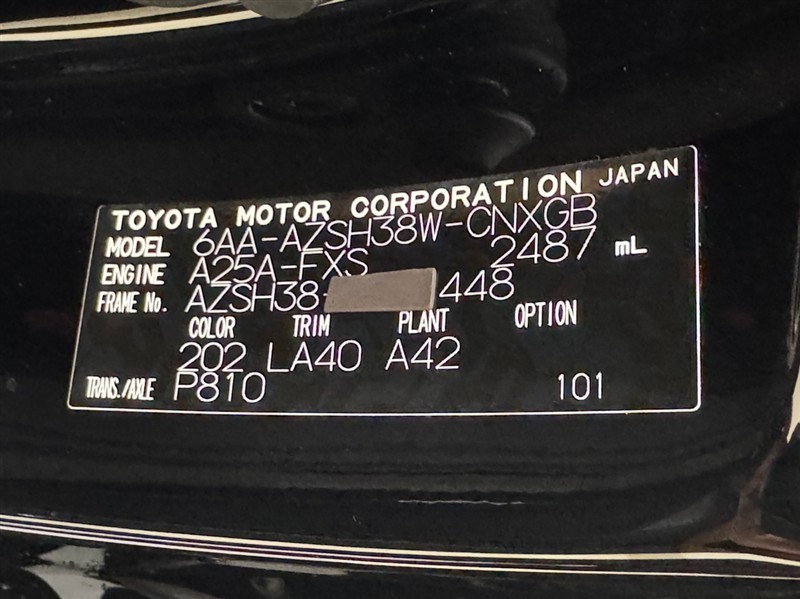 TOYOTA MOTOR CORPORATION JAPAN
MODEL 6AA-AZSH38W-CNXGB
ENGINE A25A-FXS 2487 mL
FRAME No. AZSH38- 448
COLOR TRIM PLANT OPTION
202 LA40 A42
TRANS./AXLE P810 101